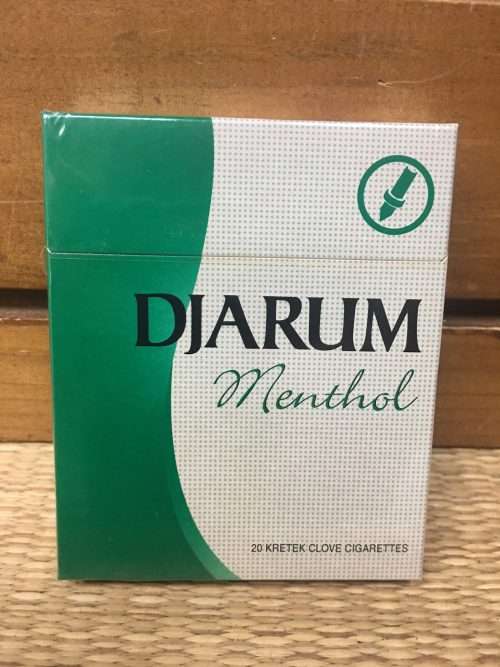 DJARUM
Menthol
20 KRETEK CLOVE CIGARETTES